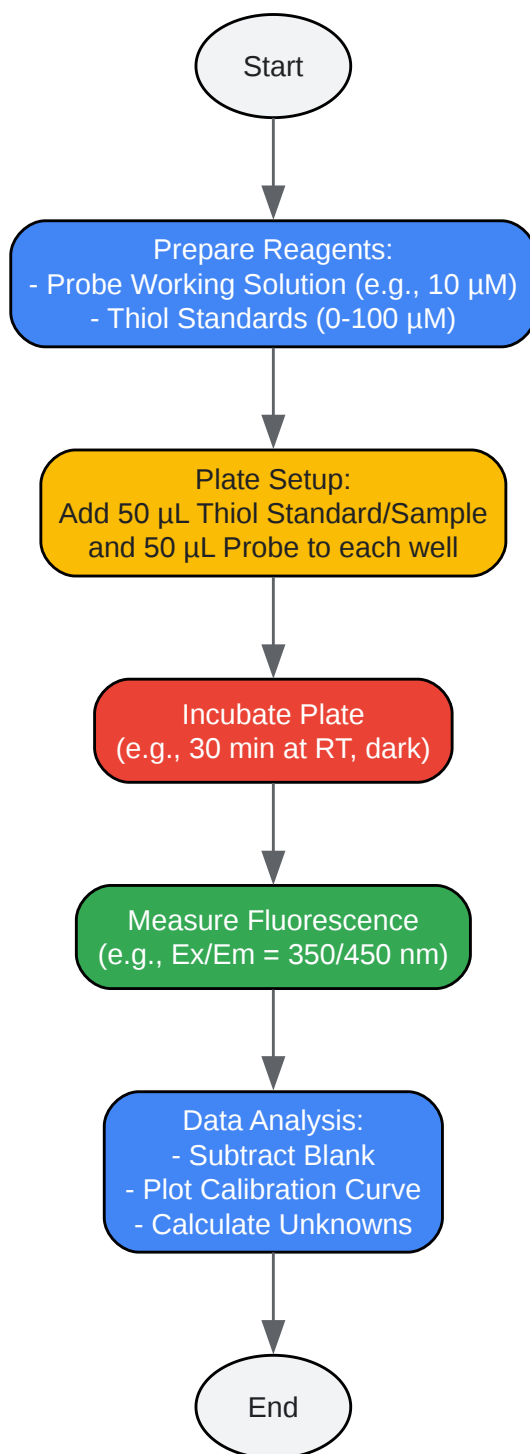 Start
Prepare Reagents:
- Probe Working Solution (e.g., 10 µM)
- Thiol Standards (0-100 µM)
Plate Setup:
Add 50 µL Thiol Standard/Sample
and 50 µL Probe to each well
Incubate Plate
(e.g., 30 min at RT, dark)
Measure Fluorescence
(e.g., Ex/Em = 350/450 nm)
Data Analysis:
- Subtract Blank
- Plot Calibration Curve
- Calculate Unknowns
End